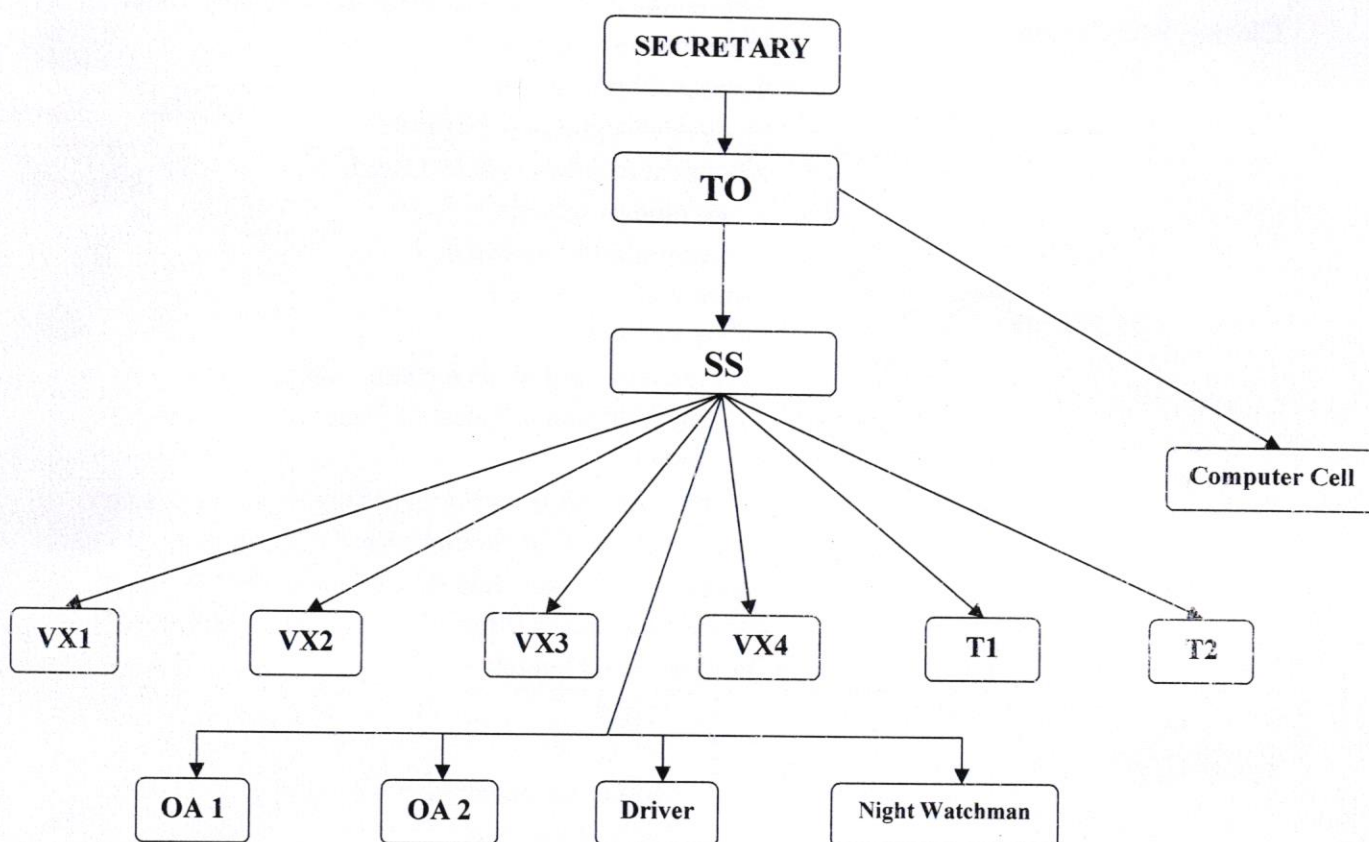 SECRETARY
TO
SS
Computer Cell
VX1
VX2
VX3
VX4
T1
T2
OA 1
OA 2
Driver
Night Watchman